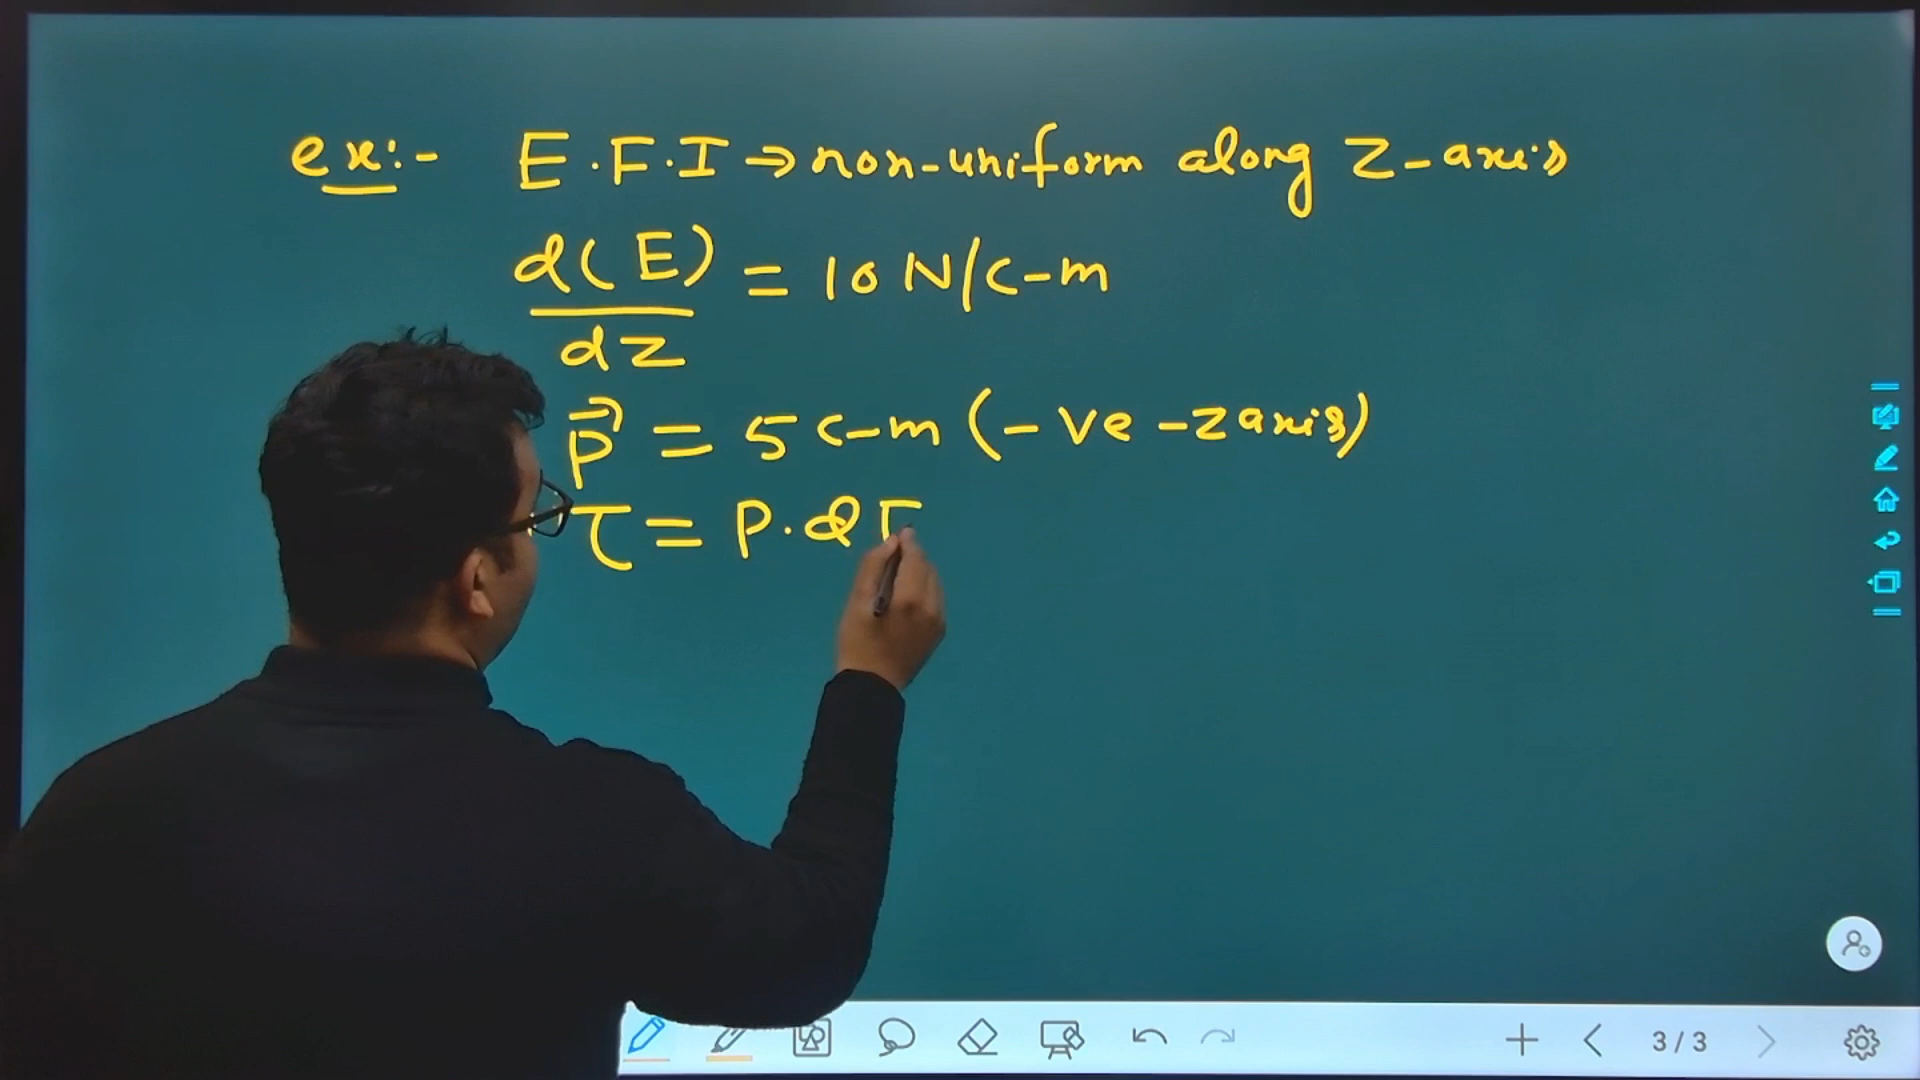 ex:- E.F.I → non-uniform along Z-axis
d(E)/dz = 10 N/C-m
P⃗ = 5 C-m (-ve -z axis)
τ = P.d
3/3